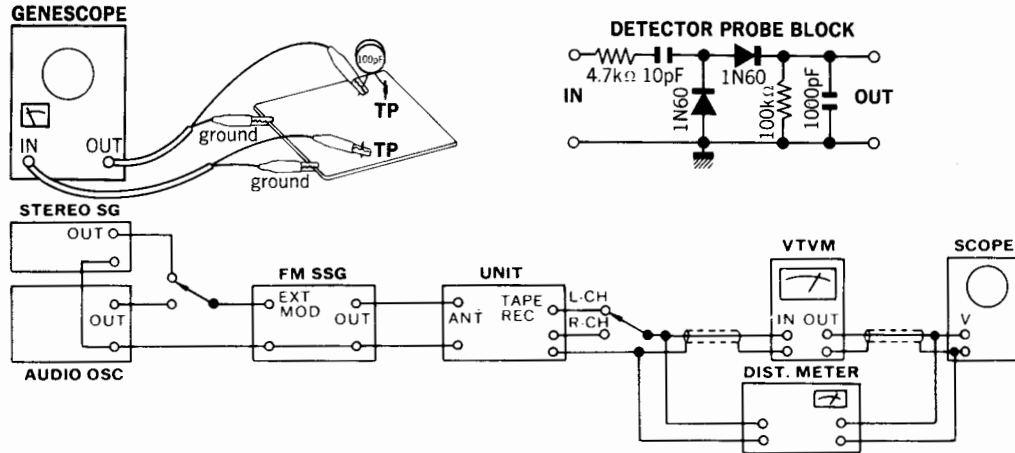 GENESCOPE
100pF
TP
ground
TP
ground
IN
OUT
DETECTOR PROBE BLOCK
4.7kΩ 10pF
1N60
IN
1N60
100kΩ
1000pF
OUT
STEREO SG
OUT
OUT
AUDIO OSC
FM SSG
EXT
MOD
OUT
UNIT
TAPE
REC
ANT
L-CH
R-CH
VTVM
IN OUT
DIST. METER
SCOPE
V